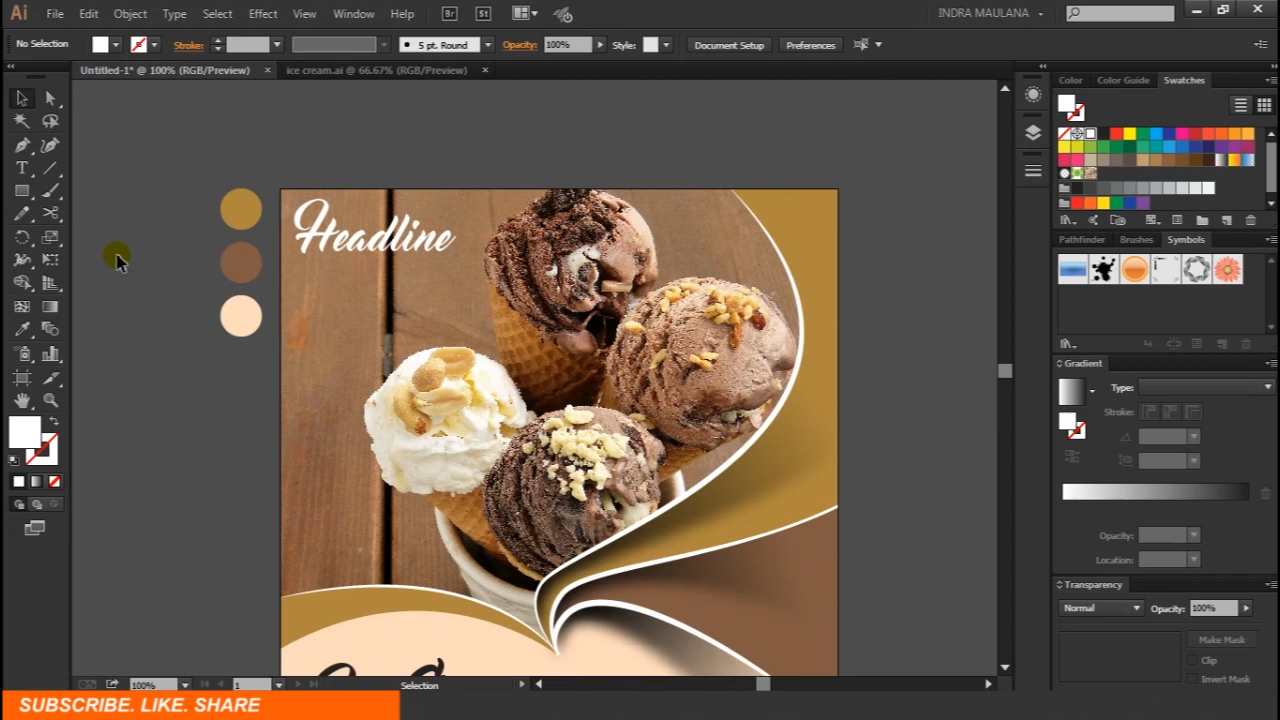 Ai File Edit Object Type Select Effect View Window Help Br St INDRA MAULANA
No Selection Stroke: 5 pt. Round Opacity: 100% Style: Document Setup Preferences
Untitled-1* @ 100% (RGB/Preview) × ice cream.ai @ 66.67% (RGB/Preview) ×
Color Color Guide Swatches
Headline
Pathfinder Brushes Symbols
Gradient
Type:
Stroke:
Opacity:
Location:
Transparency
Normal Opacity: 100%
Make Mask
Clip
Invert Mask
100% 1 Selection
SUBSCRIBE. LIKE. SHARE